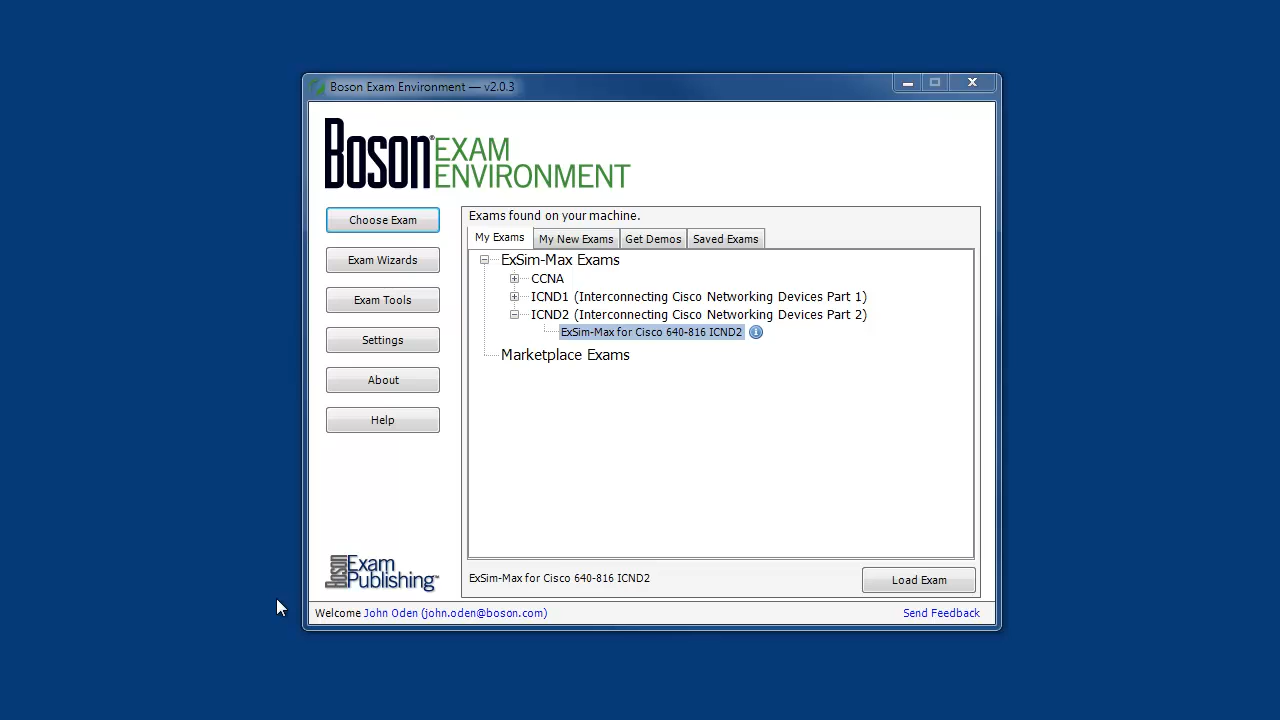 Boson Exam Environment — v2.0.3
Boson® EXAM
ENVIRONMENT
Choose Exam
Exam Wizards
Exam Tools
Settings
About
Help
Exams found on your machine.
My Exams My New Exams Get Demos Saved Exams
ExSim-Max Exams
CCNA
ICND1 (Interconnecting Cisco Networking Devices Part 1)
ICND2 (Interconnecting Cisco Networking Devices Part 2)
ExSim-Max for Cisco 640-816 ICND2
Marketplace Exams
Boson Exam
Publishing™
ExSim-Max for Cisco 640-816 ICND2
Load Exam
Welcome John Oden (john.oden@boson.com)
Send Feedback